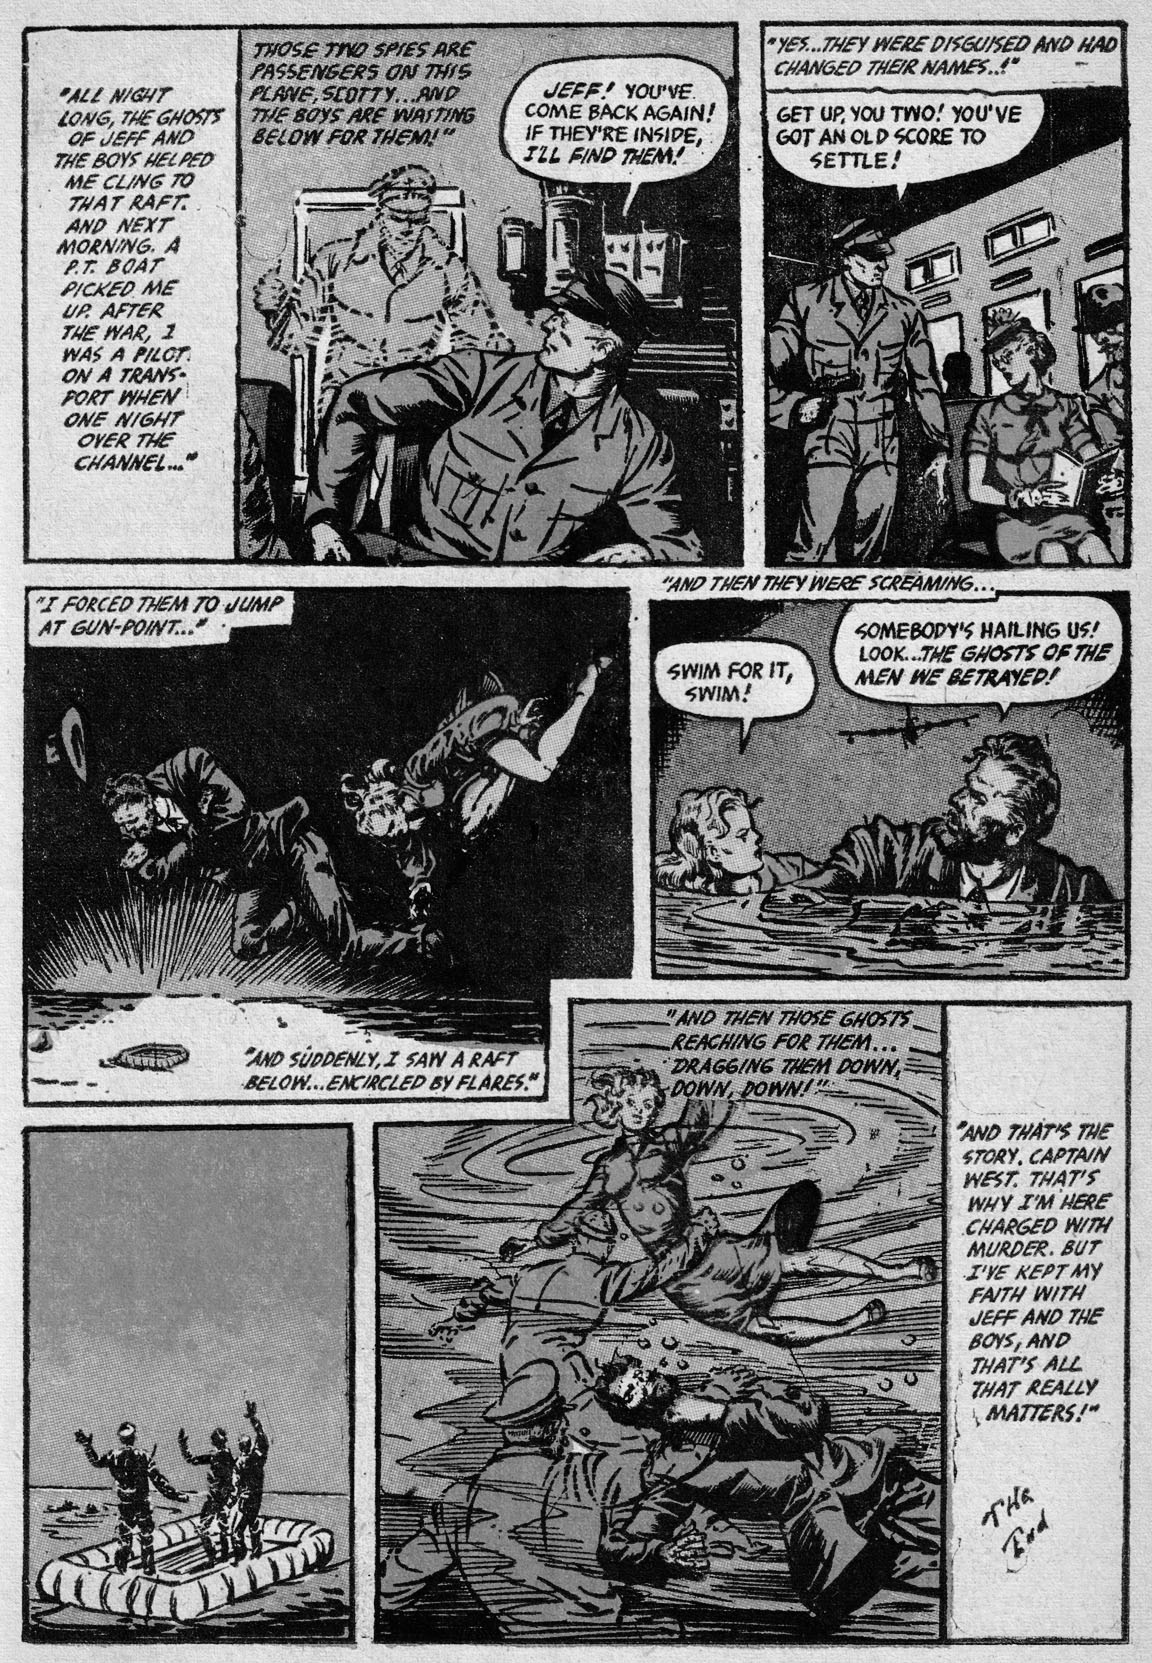 "ALL NIGHT
LONG, THE GHOSTS
OF JEFF AND
THE BOYS HELPED
ME CLING TO
THAT RAFT.
AND NEXT
MORNING. A
P.T. BOAT
PICKED ME
UP. AFTER
THE WAR, I
WAS A PILOT
ON A TRANS-
PORT WHEN
ONE NIGHT
OVER THE
CHANNEL..."
THOSE TWO SPIES ARE
PASSENGERS ON THIS
PLANE, SCOTTY...AND
THE BOYS ARE WAITING
BELOW FOR THEM!"
JEFF! YOU'VE
COME BACK AGAIN!
IF THEY'RE INSIDE,
I'LL FIND THEM!
"YES...THEY WERE DISGUISED AND HAD
CHANGED THEIR NAMES..!"
GET UP, YOU TWO! YOU'VE
GOT AN OLD SCORE TO
SETTLE!
"I FORCED THEM TO JUMP
AT GUN-POINT..."
"AND SUDDENLY, I SAW A RAFT
BELOW...ENCIRCLED BY FLARES."
"AND THEN THEY WERE SCREAMING...
SWIM FOR IT,
SWIM!
SOMEBODY'S HAILING US!
LOOK...THE GHOSTS OF THE
MEN WE BETRAYED!
"AND THEN THOSE GHOSTS
REACHING FOR THEM...
DRAGGING THEM DOWN,
DOWN, DOWN!"
"AND THAT'S THE
STORY, CAPTAIN
WEST. THAT'S
WHY I'M HERE
CHARGED WITH
MURDER. BUT
I'VE KEPT MY
FAITH WITH
JEFF AND THE
BOYS, AND
THAT'S ALL
THAT REALLY
MATTERS!"
THE
End